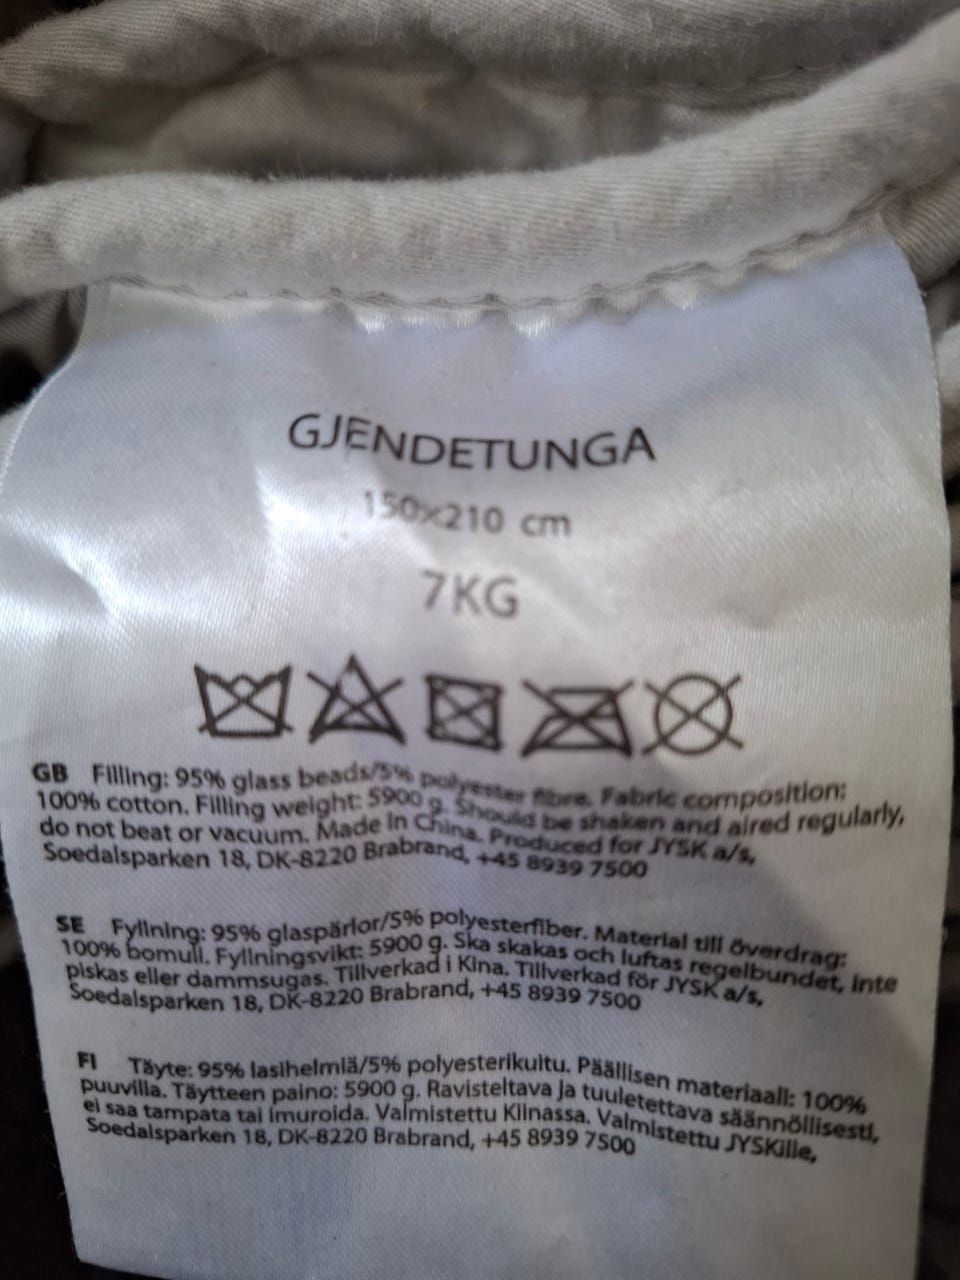 GJENDETUNGA
150x210 cm
7KG
GB Filling: 95% glass beads/5% polyester fibre. Fabric composition:
100% cotton. Filling weight: 5900 g. Should be shaken and aired regularly,
do not beat or vacuum. Made in China. Produced for JYSK a/s,
Soedalsparken 18, DK-8220 Brabrand, +45 8939 7500
SE Fyllning: 95% glaspärlor/5% polyesterfiber. Material till överdrag:
100% bomull. Fyllningsvikt: 5900 g. Ska skakas och luftas regelbundet, inte
piskas eller dammsugas. Tillverkad i Kina. Tillverkad för JYSK a/s,
Soedalsparken 18, DK-8220 Brabrand, +45 8939 7500
FI Täyte: 95% lasihelmiä/5% polyesterikuitu. Päällisen materiaali: 100%
puuvilla. Täytteen paino: 5900 g. Ravisteltava ja tuuletettava säännöllisesti,
ei saa tampata tai imuroida. Valmistettu Kiinassa. Valmistettu JYSKille,
Soedalsparken 18, DK-8220 Brabrand, +45 8939 7500